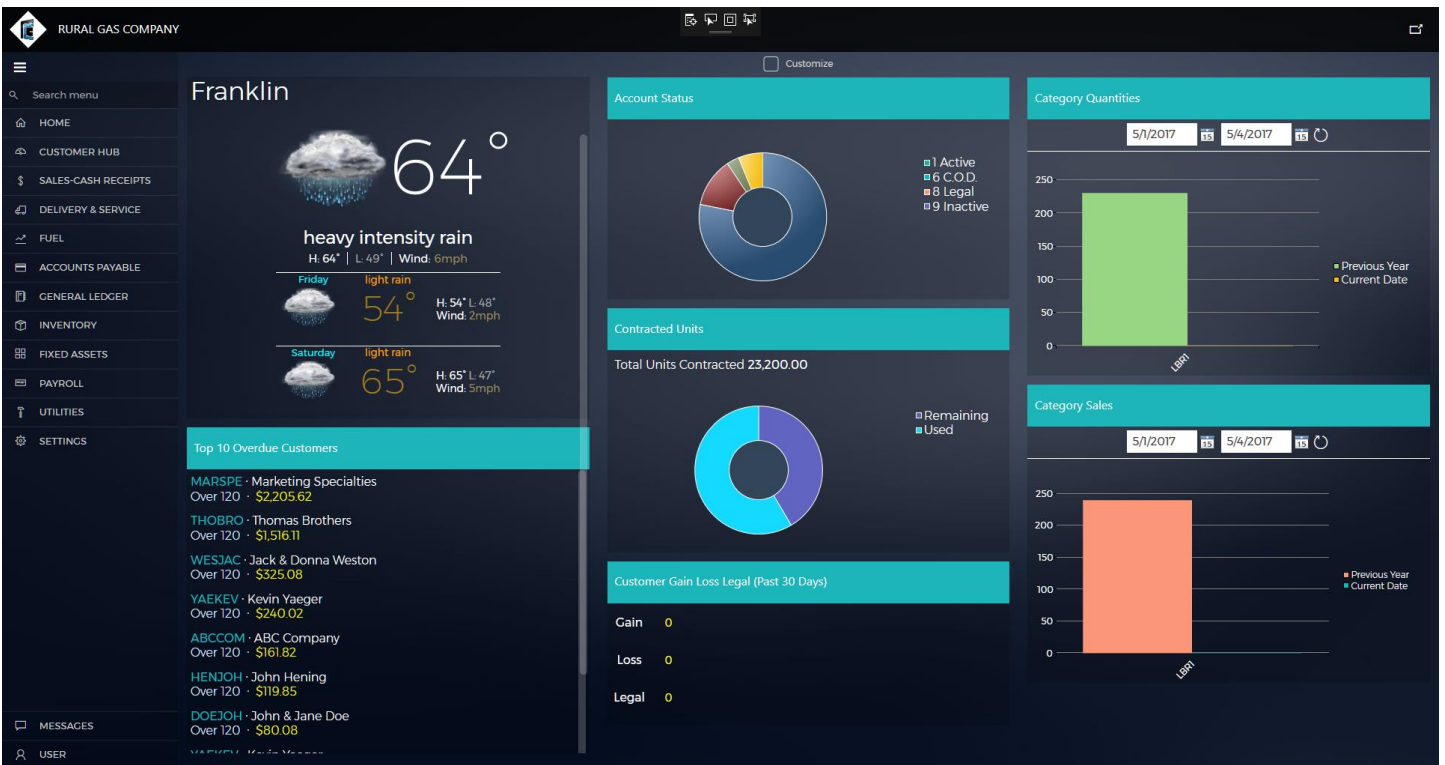 RURAL GAS COMPANY
Customize
Search menu
HOME
CUSTOMER HUB
SALES-CASH RECEIPTS
DELIVERY & SERVICE
FUEL
ACCOUNTS PAYABLE
GENERAL LEDGER
INVENTORY
FIXED ASSETS
PAYROLL
UTILITIES
SETTINGS
MESSAGES
USER
Franklin
64°
heavy intensity rain
H: 64° | L: 49° | Wind: 6mph
Friday light rain
54° H: 54° L: 48°
Wind: 2mph
Saturday light rain
65° H: 65° L: 47°
Wind: 5mph
Top 10 Overdue Customers
MARSPE · Marketing Specialties
Over 120 · $2,205.62
THOBRO · Thomas Brothers
Over 120 · $1,516.11
WESJAC · Jack & Donna Weston
Over 120 · $325.08
YAEKEV · Kevin Yaeger
Over 120 · $240.02
ABCCOM · ABC Company
Over 120 · $161.82
HENJOH · John Hening
Over 120 · $119.85
DOEJOH · John & Jane Doe
Over 120 · $80.08
YAEKEV · Kevin Yaeger
Account Status
1 Active
6 C.O.D.
8 Legal
9 Inactive
Contracted Units
Total Units Contracted 23,200.00
Remaining
Used
Customer Gain Loss Legal (Past 30 Days)
Gain 0
Loss 0
Legal 0
Category Quantities
5/1/2017 15 5/4/2017 15
250
200
150
100
50
0
LBR1
Previous Year
Current Date
Category Sales
5/1/2017 15 5/4/2017 15
250
200
150
100
50
0
LBR1
Previous Year
Current Date